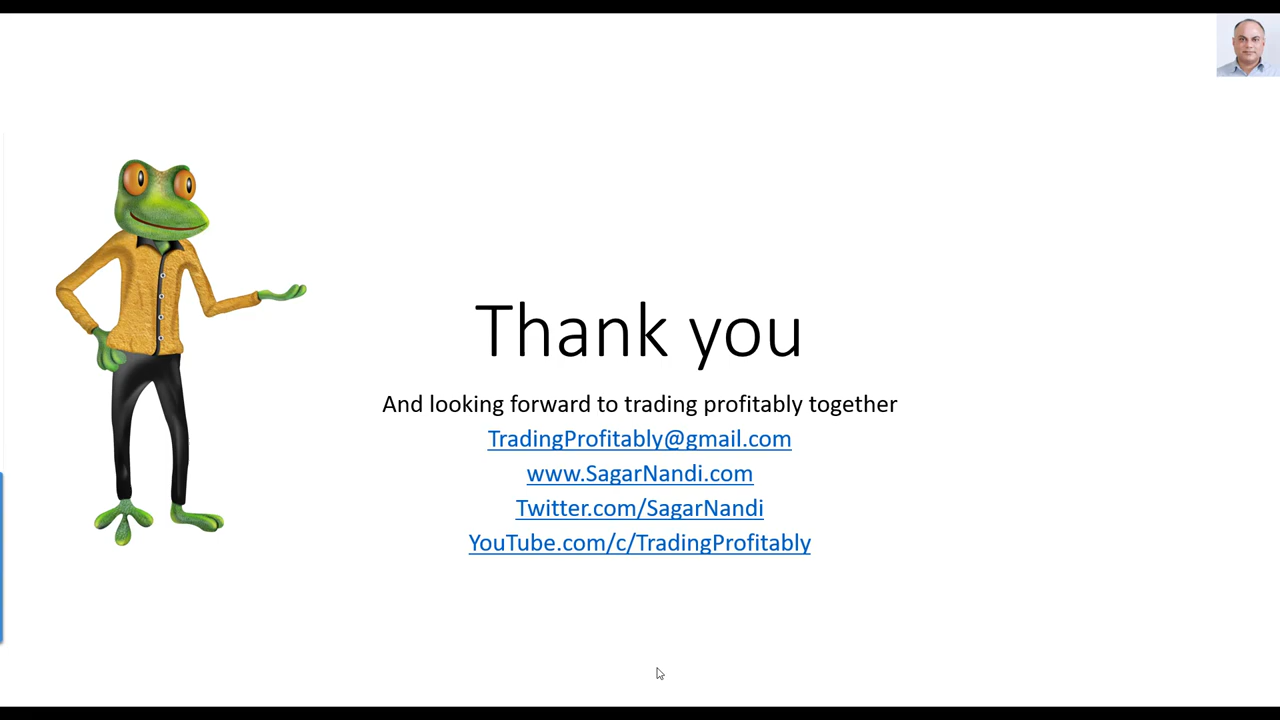 Thank you
And looking forward to trading profitably together
TradingProfitably@gmail.com
www.SagarNandi.com
Twitter.com/SagarNandi
YouTube.com/c/TradingProfitably